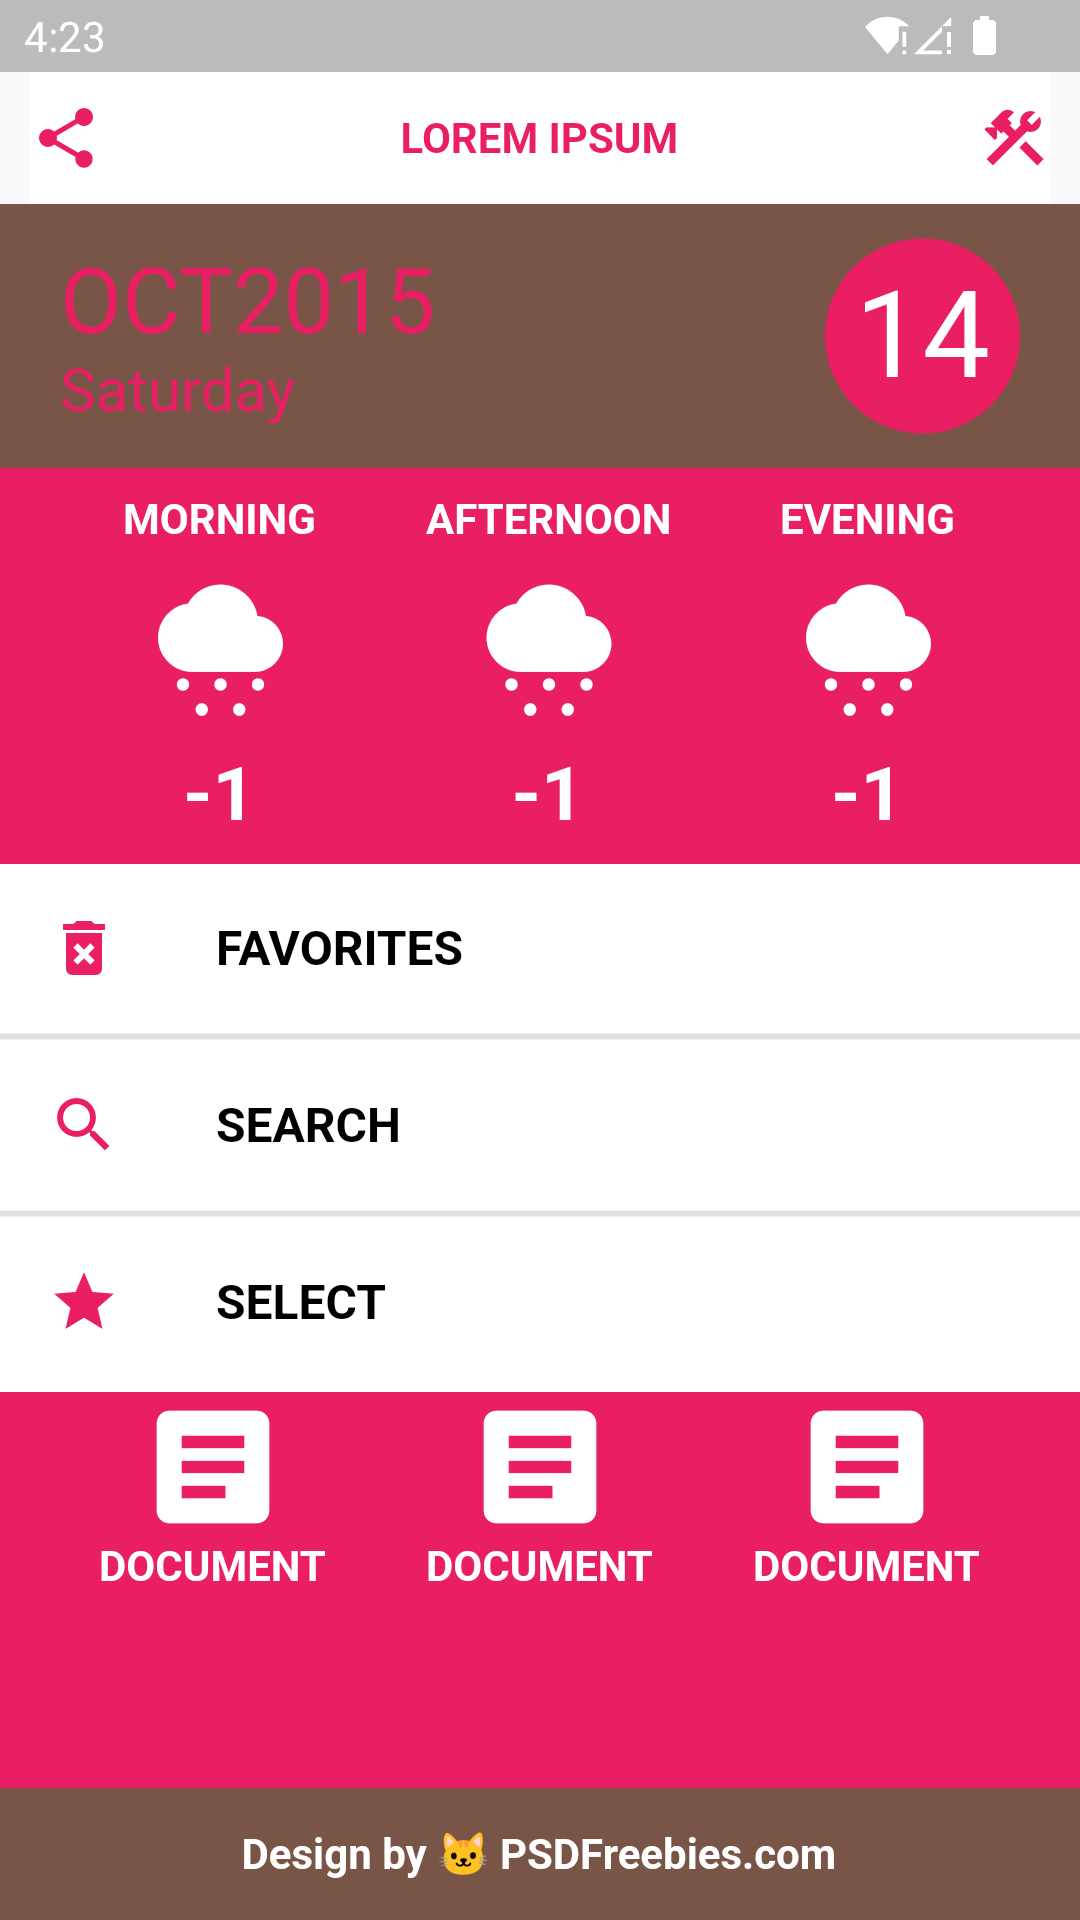 4:23
LOREM IPSUM
OCT2015
Saturday
14
MORNING AFTERNOON EVENING
-1 -1 -1
FAVORITES
SEARCH
SELECT
DOCUMENT DOCUMENT DOCUMENT
Design by 🐱 PSDFreebies.com